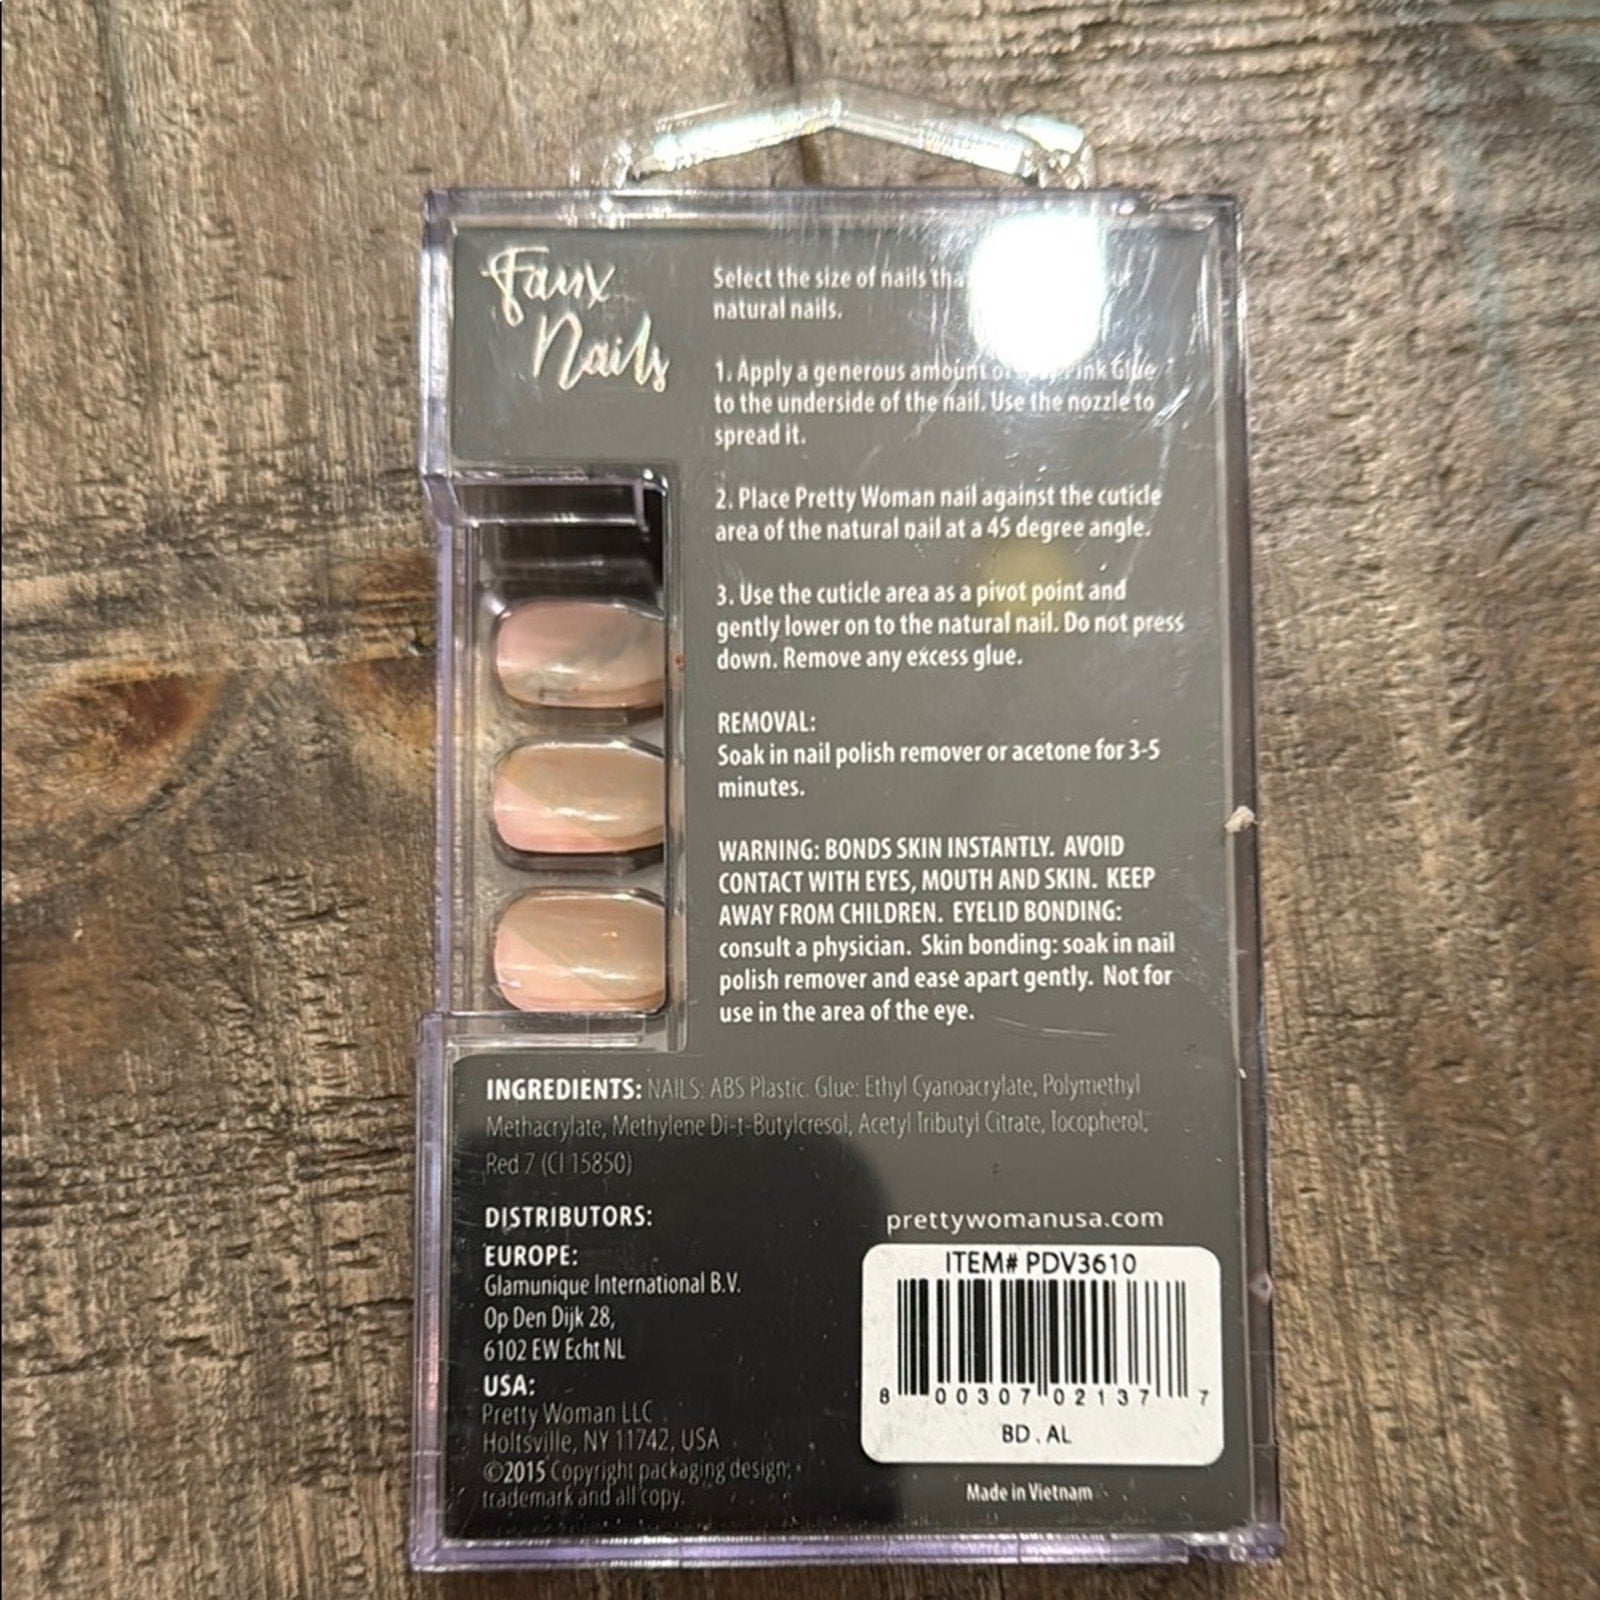 Faux
Nails
Select the size of nails
natural nails.
1. Apply a generous amount of Pink Glue
to the underside of the nail. Use the nozzle to
spread it.
2. Place Pretty Woman nail against the cuticle
area of the natural nail at a 45 degree angle.
3. Use the cuticle area as a pivot point and
gently lower on to the natural nail. Do not press
down. Remove any excess glue.
REMOVAL:
Soak in nail polish remover or acetone for 3-5
minutes.
WARNING: BONDS SKIN INSTANTLY. AVOID
CONTACT WITH EYES, MOUTH AND SKIN. KEEP
AWAY FROM CHILDREN. EYELID BONDING:
consult a physician. Skin bonding: soak in nail
polish remover and ease apart gently. Not for
use in the area of the eye.
INGREDIENTS: NAILS: ABS Plastic. Glue: Ethyl Cyanoacrylate, Polymethyl
Methacrylate, Methylene Di-t-Butylcresol, Acetyl Tributyl Citrate, Tocopherol,
Red 7 (CI 15850)
DISTRIBUTORS:
EUROPE:
Glamunique International B.V.
Op Den Dijk 28,
6102 EW Echt NL
USA:
Pretty Woman LLC
Holtsville, NY 11742, USA
©2015 Copyright packaging design,
trademark and all copy.
prettywomanusa.com
ITEM# PDV3610
8 00307 02137 7
BD . AL
Made in Vietnam